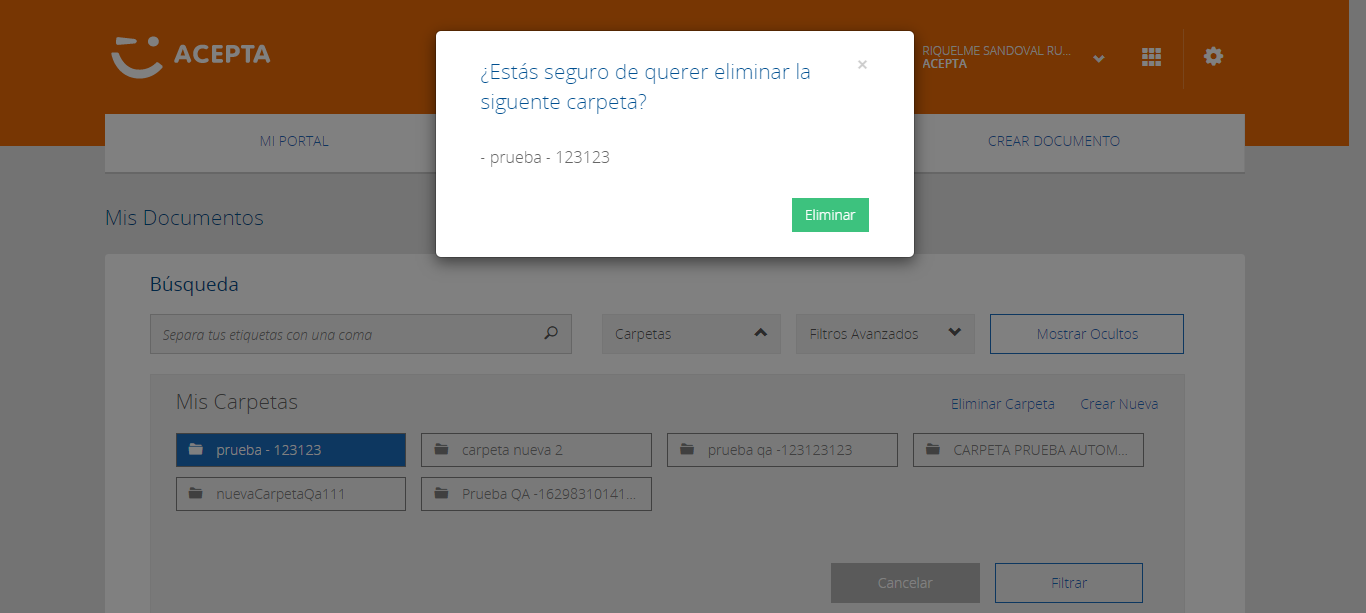 ACEPTA
RIQUELME SANDOVAL RU...
ACEPTA
¿Estás seguro de querer eliminar la
siguente carpeta?
×
- prueba - 123123
Eliminar
MI PORTAL
CREAR DOCUMENTO
Mis Documentos
Búsqueda
Separa tus etiquetas con una coma
Carpetas
Filtros Avanzados
Mostrar Ocultos
Mis Carpetas
Eliminar Carpeta
Crear Nueva
prueba - 123123
carpeta nueva 2
prueba qa -123123123
CARPETA PRUEBA AUTOM...
nuevaCarpetaQa111
Prueba QA -16298310141...
Cancelar
Filtrar